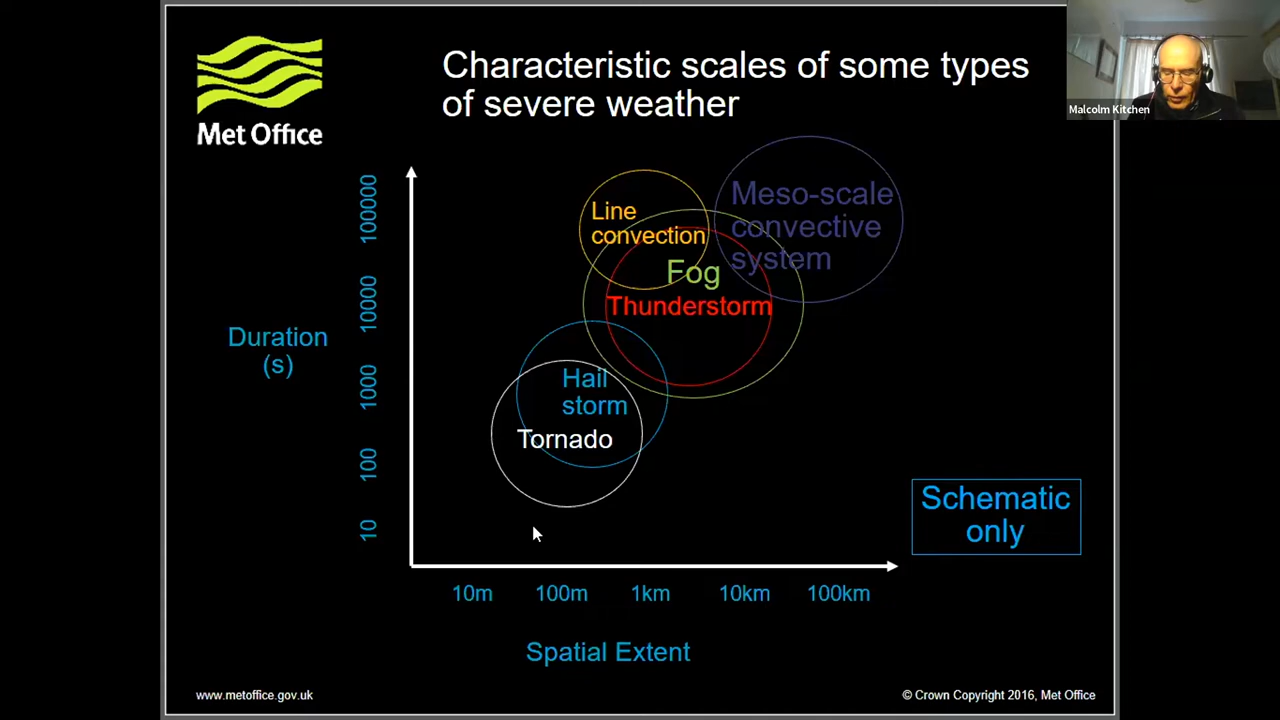 Characteristic scales of some types
of severe weather
Met Office
Malcolm Kitchen
100000
10000
1000
100
10
Duration
(s)
Line
convection
Meso-scale
convective
system
Fog
Thunderstorm
Hail
storm
Tornado
Schematic
only
10m 100m 1km 10km 100km
Spatial Extent
www.metoffice.gov.uk
© Crown Copyright 2016, Met Office